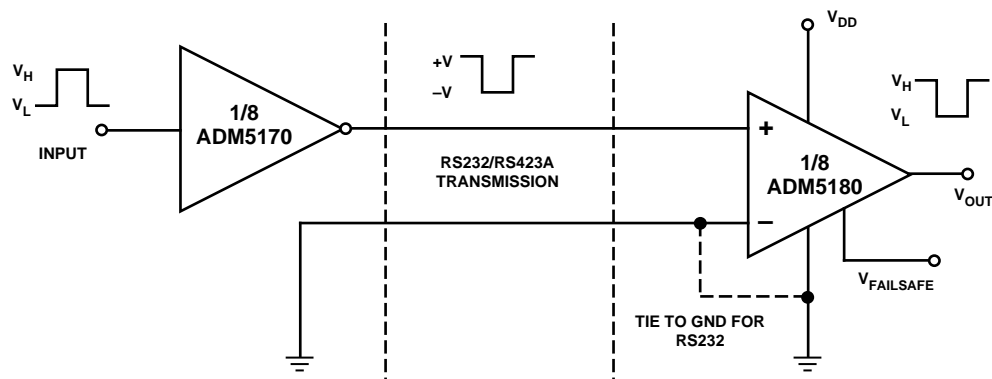 V_H
V_L
INPUT
1/8
ADM5170
+V
–V
RS232/RS423A
TRANSMISSION
V_DD
+
–
1/8
ADM5180
V_H
V_L
V_OUT
V_FAILSAFE
TIE TO GND FOR
RS232